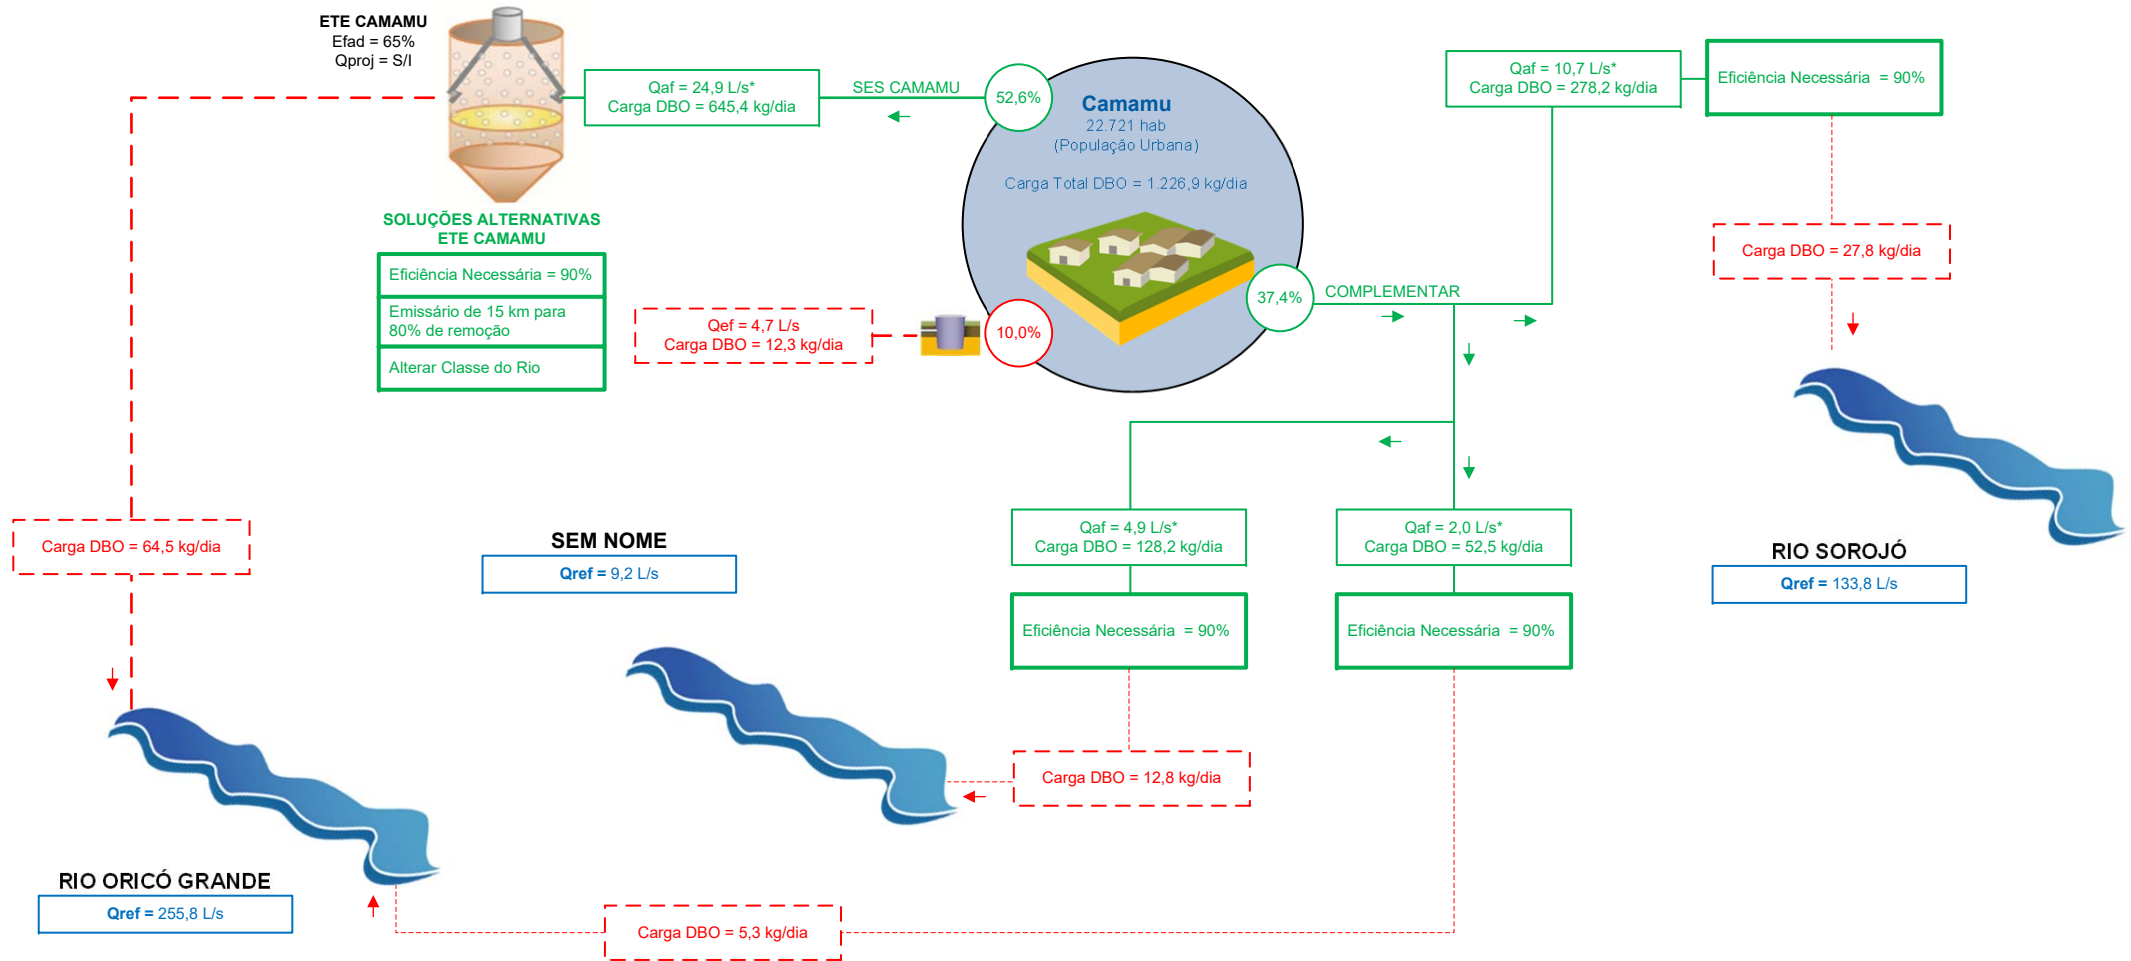 ETE CAMAMU
Efad = 65%
Qproj = S/I
Qaf = 24,9 L/s*
Carga DBO = 645,4 kg/dia
SES CAMAMU
52,6%
Camamu
22.721 hab
(População Urbana)
Carga Total DBO = 1.226,9 kg/dia
Qaf = 10,7 L/s*
Carga DBO = 278,2 kg/dia
Eficiência Necessária = 90%
SOLUÇÕES ALTERNATIVAS
ETE CAMAMU
Eficiência Necessária = 90%
Emissário de 15 km para
80% de remoção
Alterar Classe do Rio
Qef = 4,7 L/s
Carga DBO = 12,3 kg/dia
10,0%
37,4%
COMPLEMENTAR
Carga DBO = 27,8 kg/dia
Carga DBO = 64,5 kg/dia
SEM NOME
Qref = 9,2 L/s
Qaf = 4,9 L/s*
Carga DBO = 128,2 kg/dia
Qaf = 2,0 L/s*
Carga DBO = 52,5 kg/dia
RIO SOROJÓ
Qref = 133,8 L/s
Eficiência Necessária = 90%
Eficiência Necessária = 90%
Carga DBO = 12,8 kg/dia
RIO ORICÓ GRANDE
Qref = 255,8 L/s
Carga DBO = 5,3 kg/dia